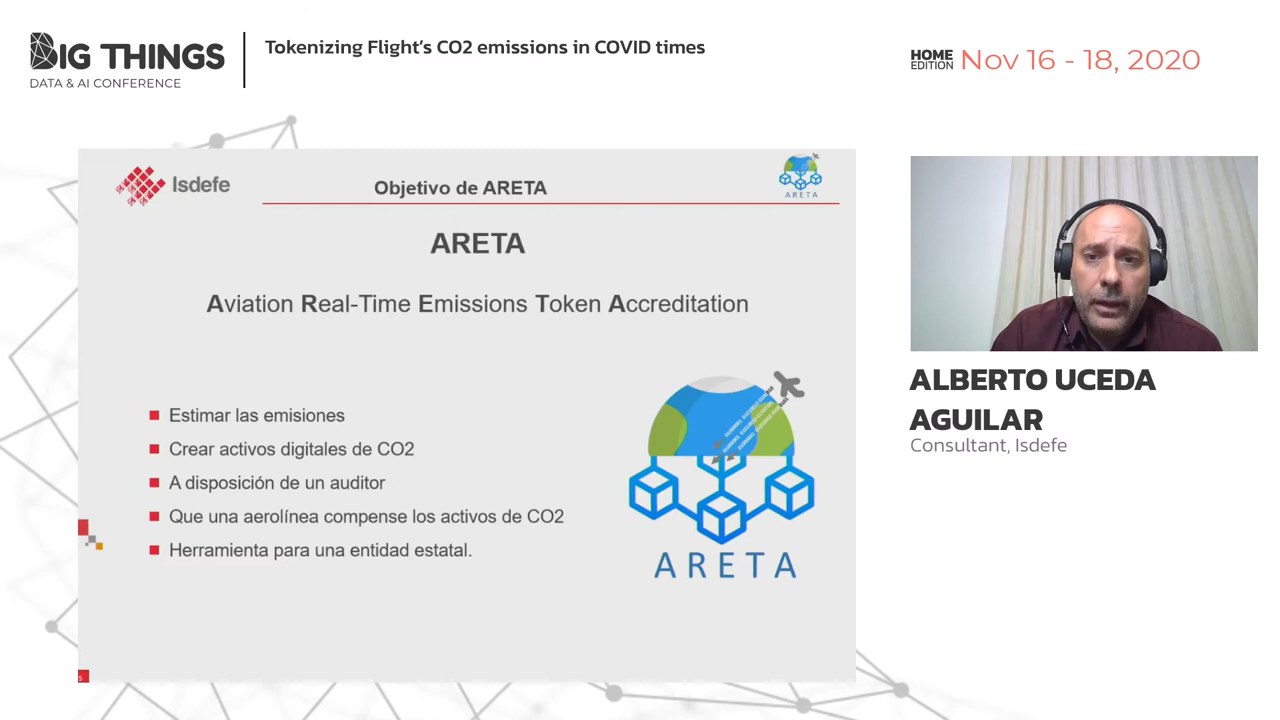 BIG THINGS
DATA & AI CONFERENCE
Tokenizing Flight's CO2 emissions in COVID times
HOME
EDITION
Nov 16 - 18, 2020
Isdefe
Objetivo de ARETA
ARETA
ARETA
Aviation Real-Time Emissions Token Accreditation
Estimar las emisiones
Crear activos digitales de CO2
A disposición de un auditor
Que una aerolínea compense los activos de CO2
Herramienta para una entidad estatal.
ARETA
5
ALBERTO UCEDA
AGUILAR
Consultant, Isdefe